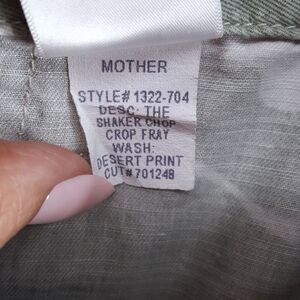 MOTHER
STYLE# 1322-704
DESC: THE
SHAKER CHOP
CROP FRAY
WASH:
DESERT PRINT
CUT# 701248